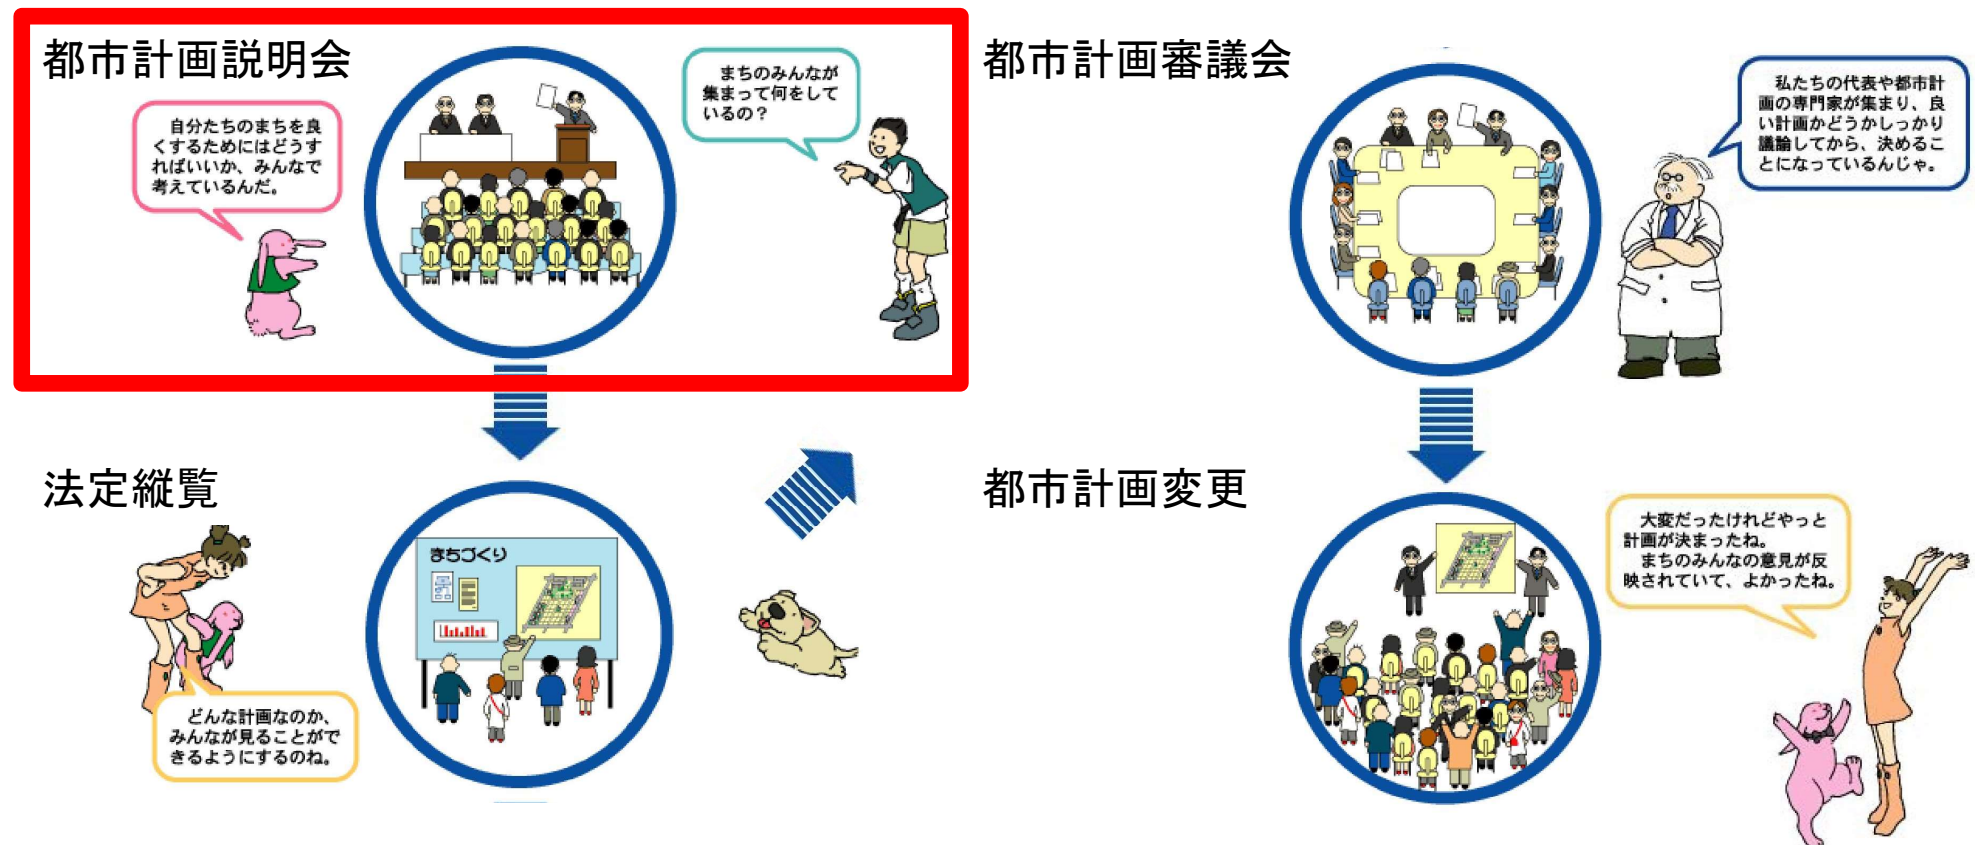 都市計画説明会
自分たちのまちを良
くするためにはどうす
ればいいか、みんなで
考えているんだ。
まちのみんなが
集まって何をして
いるの？
法定縦覧
まちづくり
どんな計画なのか、
みんなが見ることがで
きるようにするのね。
都市計画審議会
私たちの代表や都市計
画の専門家が集まり、良
い計画かどうかしっかり
議論してから、決めるこ
とになっているんじゃ。
都市計画変更
大変だったけれどやっと
計画が決まったね。
まちのみんなの意見が反
映されていて、よかったね。